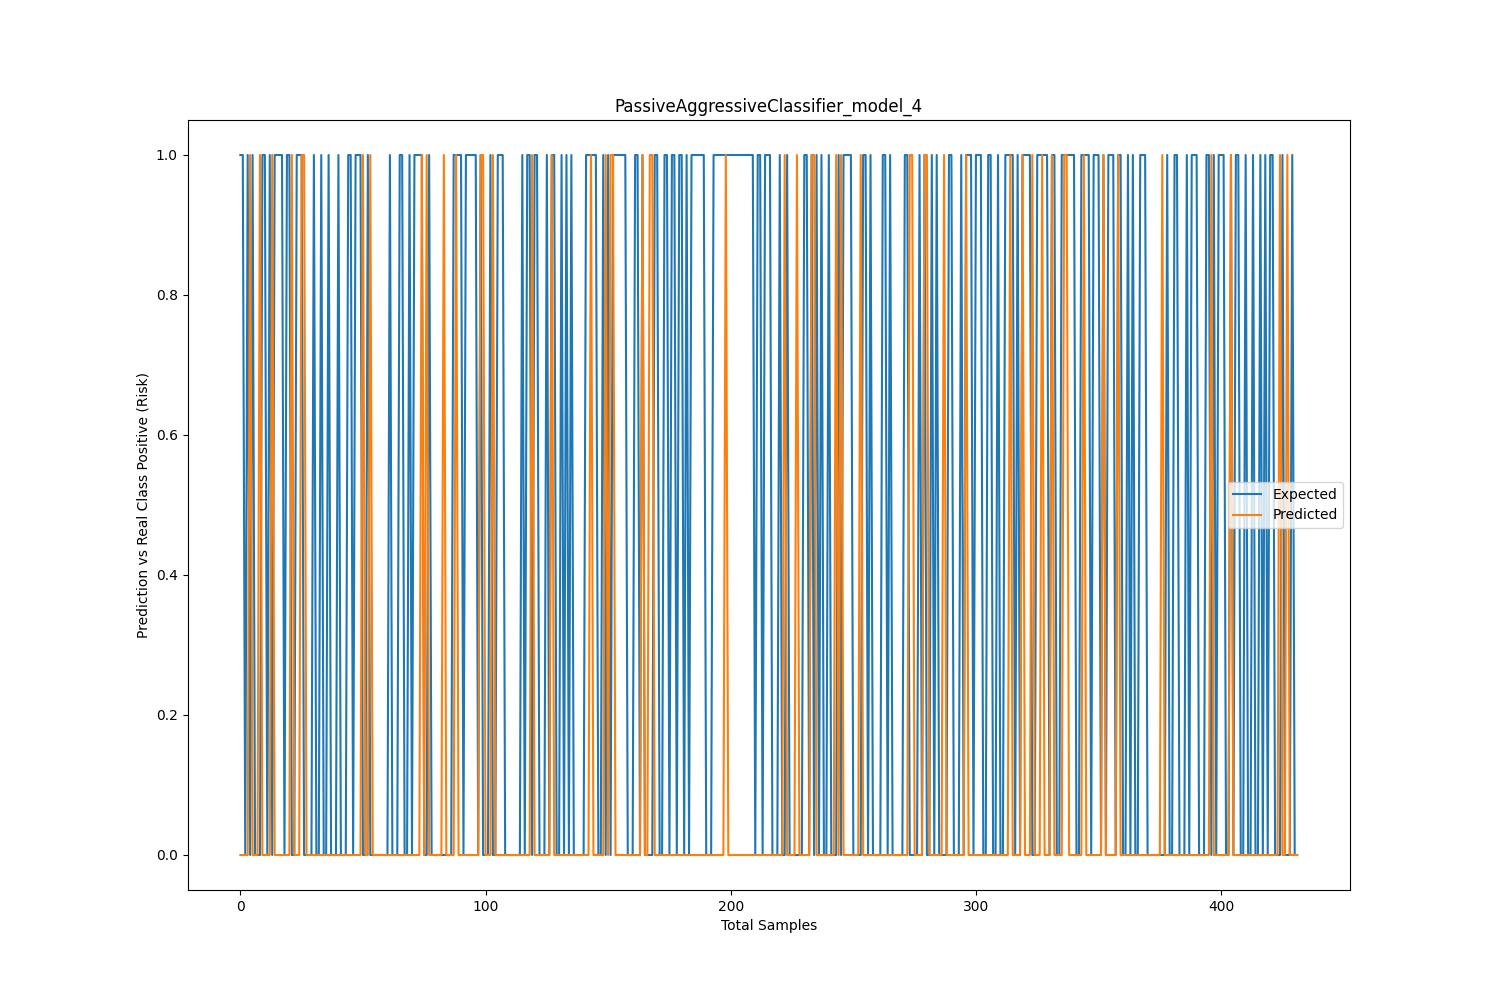 PassiveAggressiveClassifier_model_4
Prediction vs Real Class Positive (Risk)
1.0
0.8
0.6
0.4
0.2
0.0
Expected
Predicted
0 100 200 300 400
Total Samples